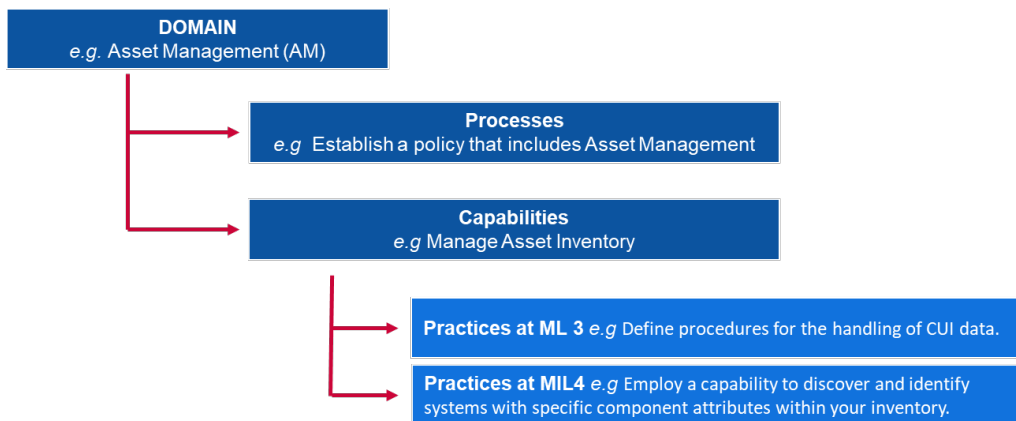 DOMAIN
e.g. Asset Management (AM)
Processes
e.g Establish a policy that includes Asset Management
Capabilities
e.g Manage Asset Inventory
Practices at ML 3 e.g Define procedures for the handling of CUI data.
Practices at MIL4 e.g Employ a capability to discover and identify
systems with specific component attributes within your inventory.